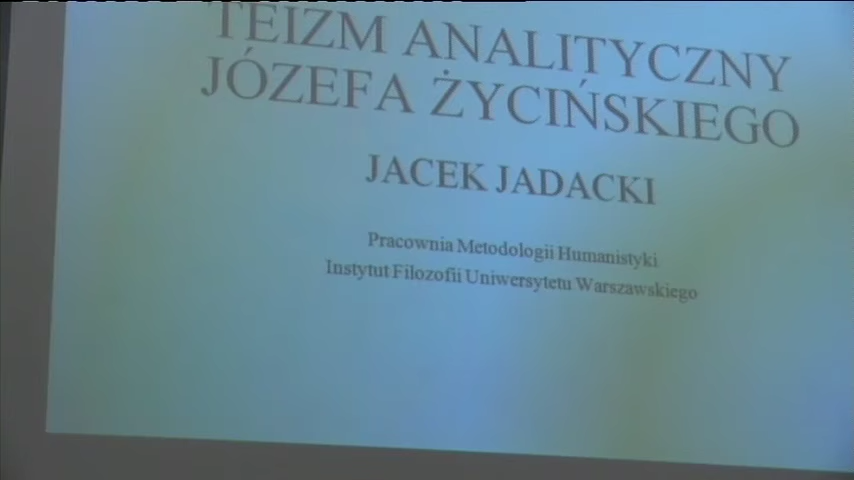 TEIZM ANALITYCZNY
JÓZEFA ŻYCIŃSKIEGO
JACEK JADACKI
Pracownia Metodologii Humanistyki
Instytut Filozofii Uniwersytetu Warszawskiego